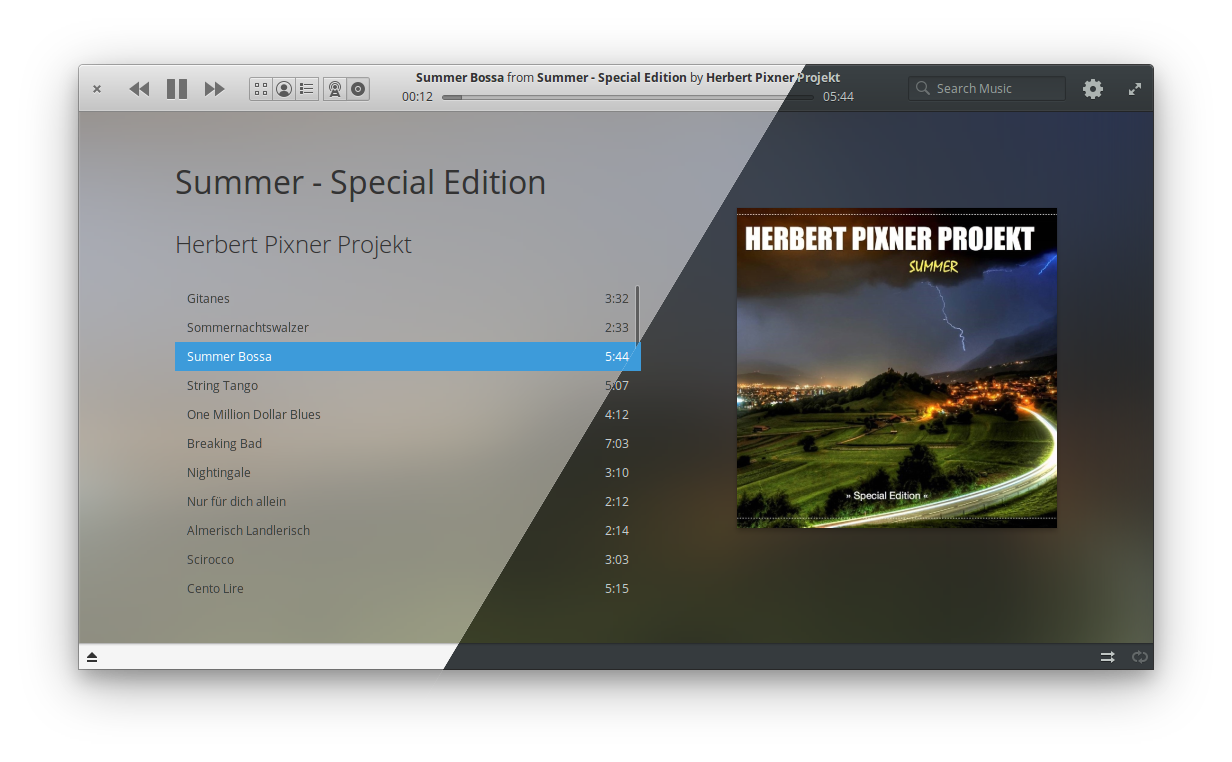 Summer Bossa from Summer - Special Edition by Herbert Pixner Projekt
00:12 05:44
Search Music
Summer - Special Edition
Herbert Pixner Projekt
Gitanes 3:32
Sommernachtswalzer 2:33
Summer Bossa 5:44
String Tango 5:07
One Million Dollar Blues 4:12
Breaking Bad 7:03
Nightingale 3:10
Nur für dich allein 2:12
Almerisch Landlerisch 2:14
Scirocco 3:03
Cento Lire 5:15
HERBERT PIXNER PROJEKT
SUMMER
» Special Edition «